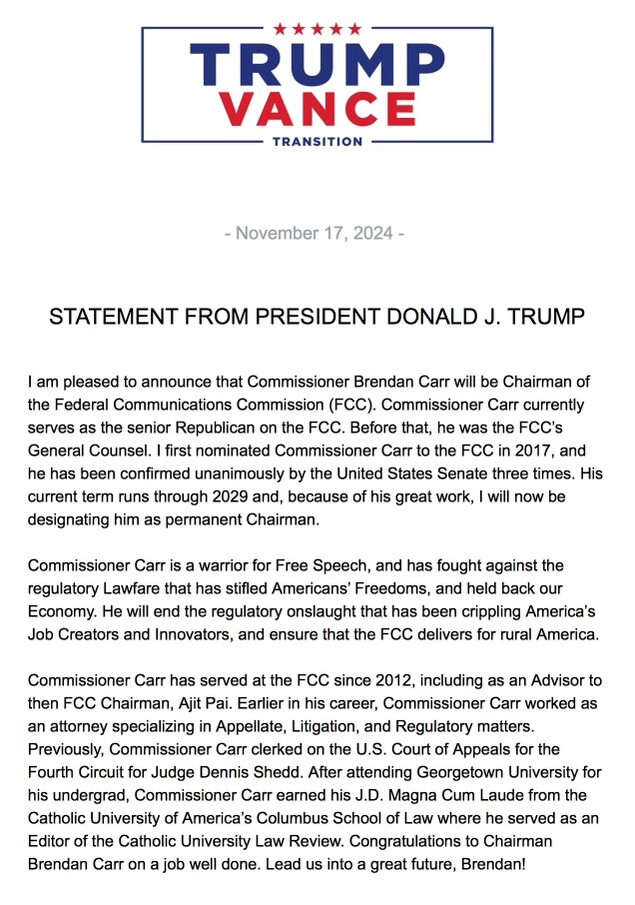 TRUMP
VANCE
TRANSITION
- November 17, 2024 -
STATEMENT FROM PRESIDENT DONALD J. TRUMP
I am pleased to announce that Commissioner Brendan Carr will be Chairman of
the Federal Communications Commission (FCC). Commissioner Carr currently
serves as the senior Republican on the FCC. Before that, he was the FCC's
General Counsel. I first nominated Commissioner Carr to the FCC in 2017, and
he has been confirmed unanimously by the United States Senate three times. His
current term runs through 2029 and, because of his great work, I will now be
designating him as permanent Chairman.
Commissioner Carr is a warrior for Free Speech, and has fought against the
regulatory Lawfare that has stifled Americans' Freedoms, and held back our
Economy. He will end the regulatory onslaught that has been crippling America's
Job Creators and Innovators, and ensure that the FCC delivers for rural America.
Commissioner Carr has served at the FCC since 2012, including as an Advisor to
then FCC Chairman, Ajit Pai. Earlier in his career, Commissioner Carr worked as
an attorney specializing in Appellate, Litigation, and Regulatory matters.
Previously, Commissioner Carr clerked on the U.S. Court of Appeals for the
Fourth Circuit for Judge Dennis Shedd. After attending Georgetown University for
his undergrad, Commissioner Carr earned his J.D. Magna Cum Laude from the
Catholic University of America's Columbus School of Law where he served as an
Editor of the Catholic University Law Review. Congratulations to Chairman
Brendan Carr on a job well done. Lead us into a great future, Brendan!